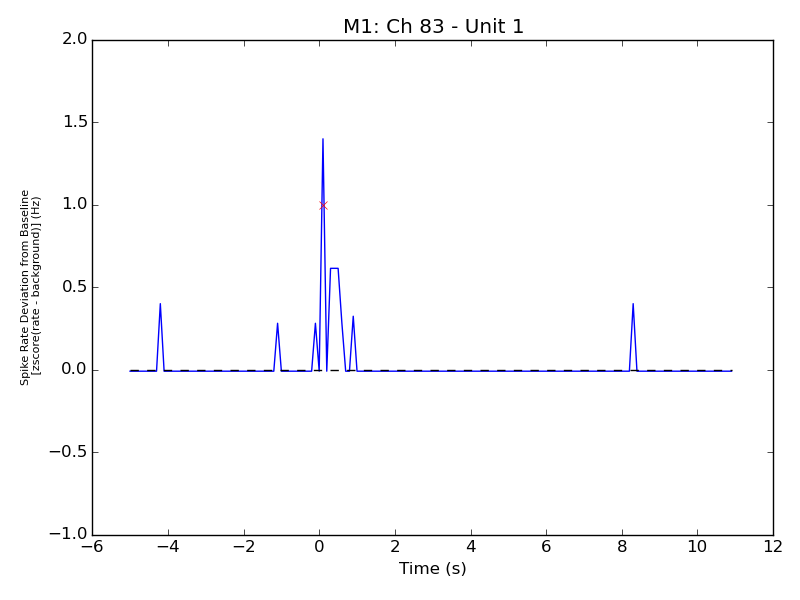 M1: Ch 83 - Unit 1
Spike Rate Deviation from Baseline
[zscore(rate - background)] (Hz)
2.0
1.5
1.0
0.5
0.0
−0.5
−1.0
−6 −4 −2 0 2 4 6 8 10 12
Time (s)